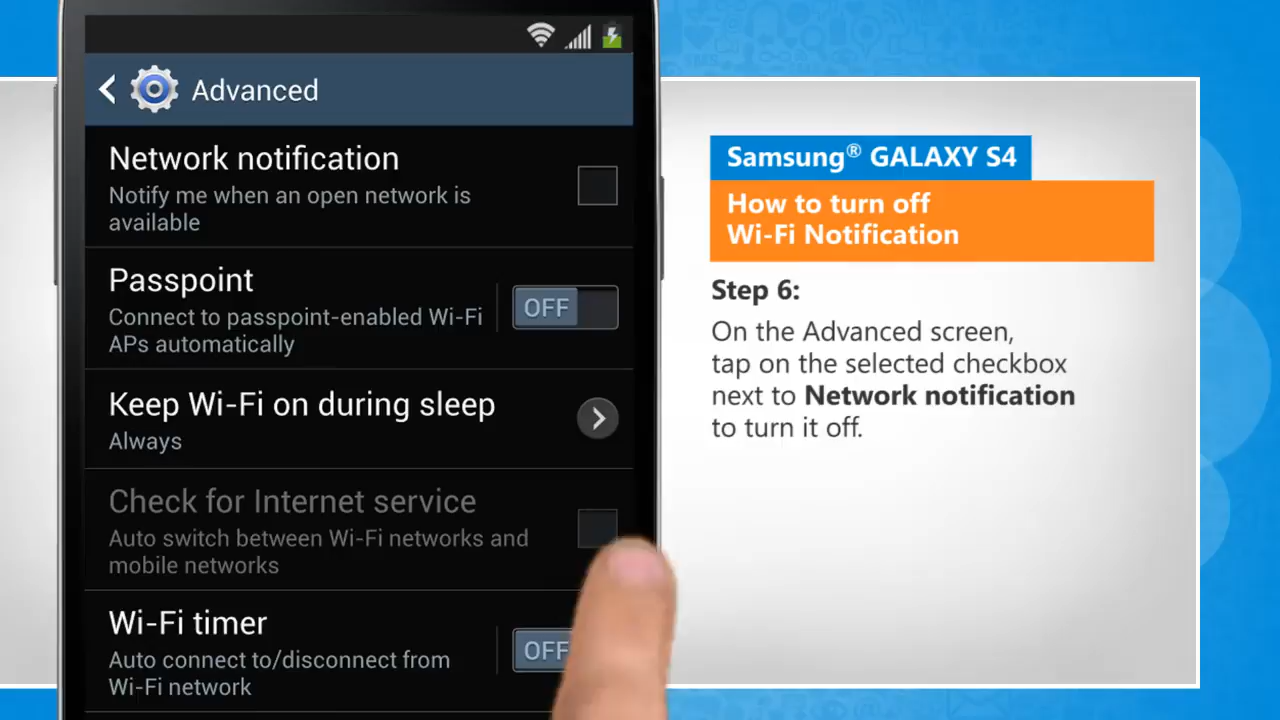 Advanced
Network notification
Notify me when an open network is
available
Passpoint
Connect to passpoint-enabled Wi-Fi
APs automatically
OFF
Keep Wi-Fi on during sleep
Always
Check for Internet service
Auto switch between Wi-Fi networks and
mobile networks
Wi-Fi timer
Auto connect to/disconnect from
Wi-Fi network
OFF
Samsung® GALAXY S4
How to turn off
Wi-Fi Notification
Step 6:
On the Advanced screen,
tap on the selected checkbox
next to Network notification
to turn it off.